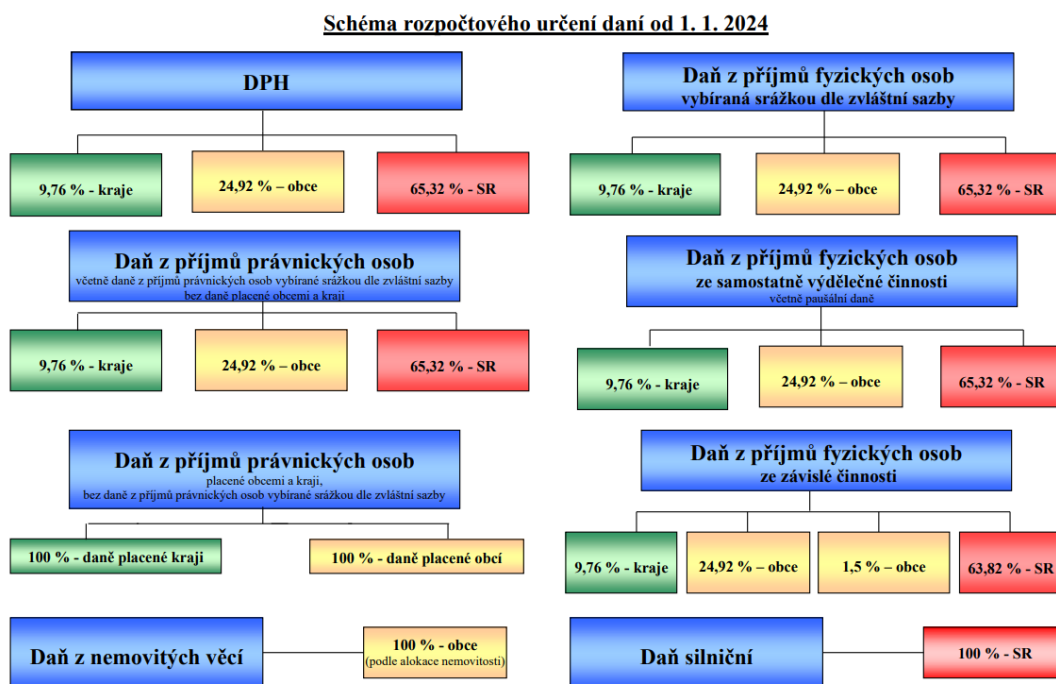 Schéma rozpočtového určení daní od 1. 1. 2024
DPH
9,76 % - kraje
24,92 % – obce
65,32 % - SR
Daň z příjmů fyzických osob
vybíraná srážkou dle zvláštní sazby
9,76 % - kraje
24,92 % – obce
65,32 % - SR
Daň z příjmů právnických osob
včetně daně z příjmů právnických osob vybírané srážkou dle zvláštní sazby
bez daně placené obcemi a kraji
9,76 % - kraje
24,92 % – obce
65,32 % - SR
Daň z příjmů fyzických osob
ze samostatně výdělečné činnosti
včetně paušální daně
9,76 % - kraje
24,92 % – obce
65,32 % - SR
Daň z příjmů právnických osob
placené obcemi a kraji,
bez daně z příjmů právnických osob vybírané srážkou dle zvláštní sazby
100 % - daně placené kraji
100 % - daně placené obcí
Daň z příjmů fyzických osob
ze závislé činnosti
9,76 % - kraje
24,92 % – obce
1,5 % – obce
63,82 % - SR
Daň z nemovitých věcí
100 % - obce
(podle alokace nemovitosti)
Daň silniční
100 % - SR